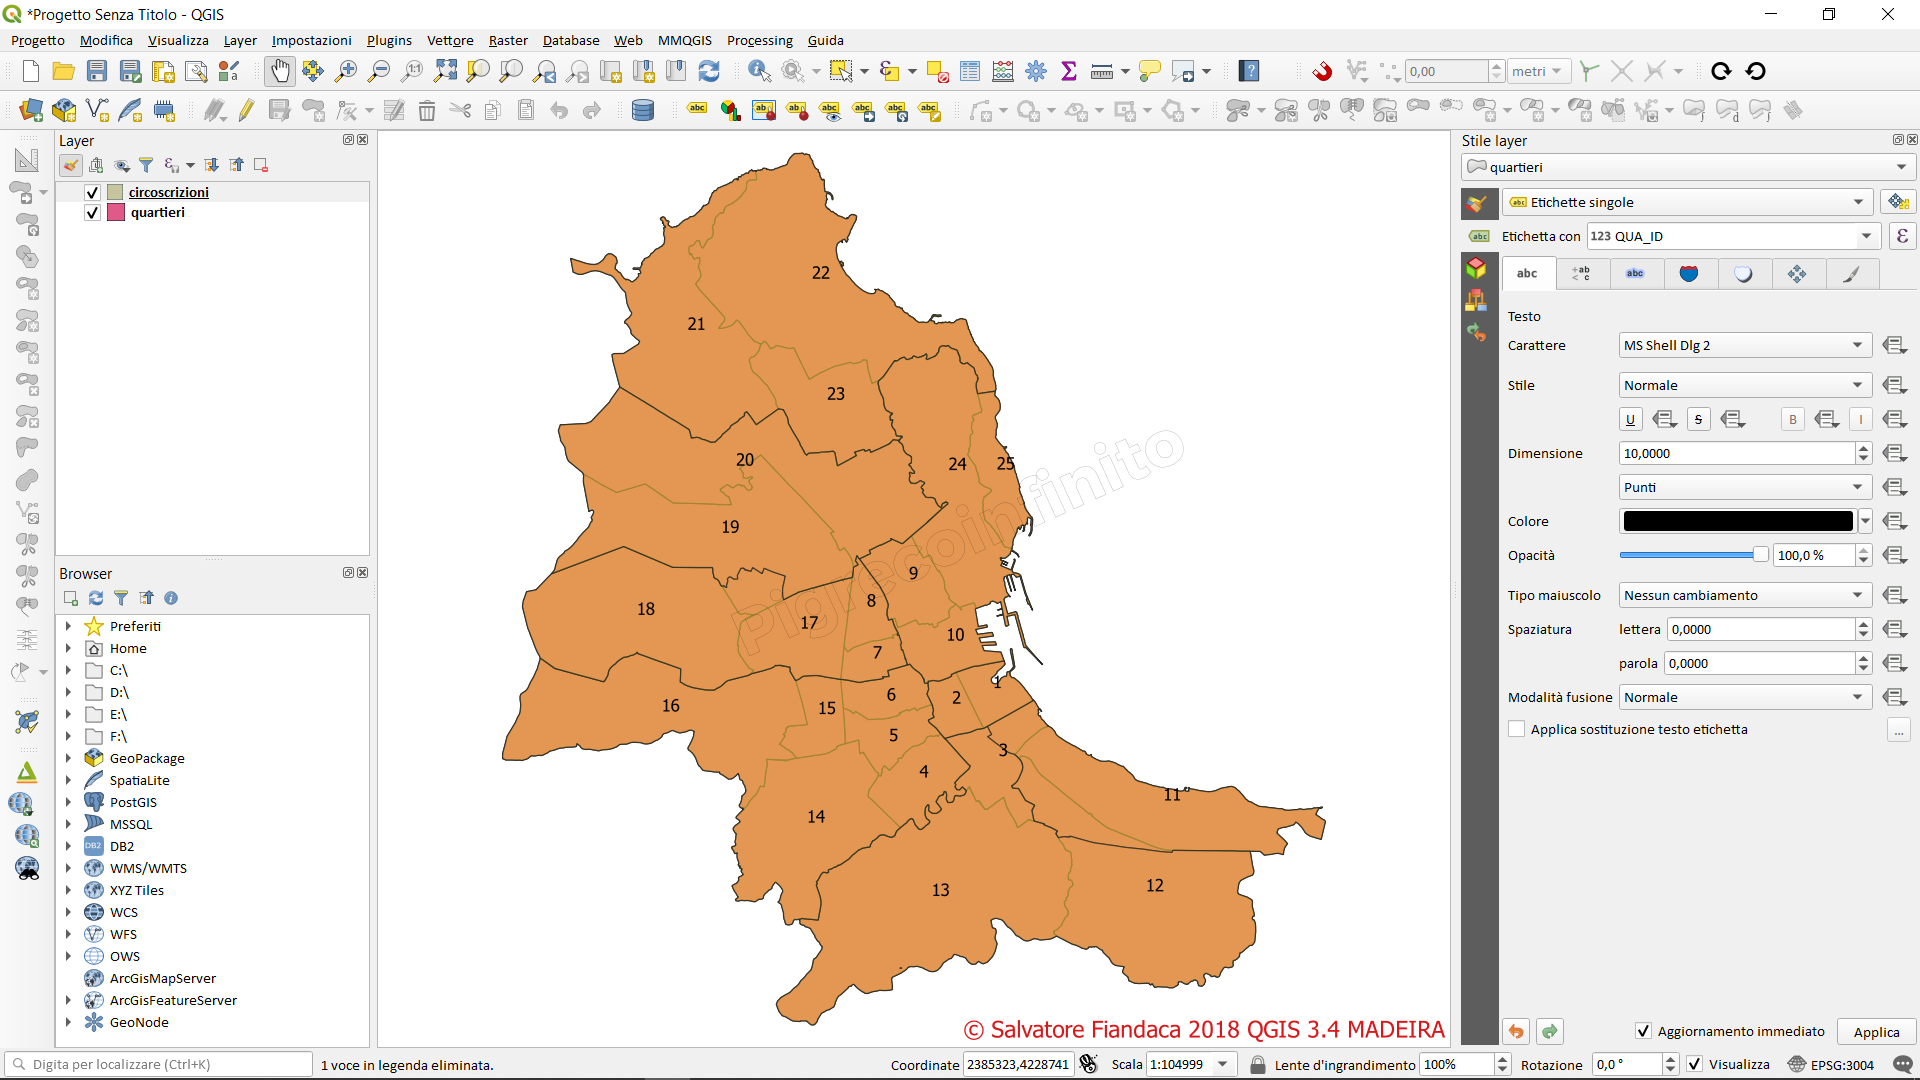 *Progetto Senza Titolo - QGIS
Progetto Modifica Visualizza Layer Impostazioni Plugins Vettore Raster Database Web MMQGIS Processing Guida
0,00 metri
Layer
circoscrizioni
quartieri
Browser
Preferiti
Home
C:\
D:\
E:\
F:\
GeoPackage
SpatiaLite
PostGIS
MSSQL
DB2 DB2
WMS/WMTS
XYZ Tiles
WCS
WFS
OWS
ArcGisMapServer
ArcGisFeatureServer
GeoNode
22
21
23
20
24
25
19
9
8
18
17
10
7
1
6
2
16
15
5
3
4
11
14
12
13
Pigrecoinfinito
© Salvatore Fiandaca 2018 QGIS 3.4 MADEIRA
Stile layer
quartieri
abc Etichette singole
abc Etichetta con 123 QUA_ID ε
abc +ab < c abc
Testo
Carattere MS Shell Dlg 2
Stile Normale
U S B I
Dimensione 10,0000
Punti
Colore
Opacità 100,0 %
Tipo maiuscolo Nessun cambiamento
Spaziatura lettera 0,0000
parola 0,0000
Modalità fusione Normale
Applica sostituzione testo etichetta ...
Aggiornamento immediato Applica
Digita per localizzare (Ctrl+K) 1 voce in legenda eliminata. Coordinate 2385323,4228741 Scala 1:104999 Lente d'ingrandimento 100% Rotazione 0,0 ° Visualizza EPSG:3004